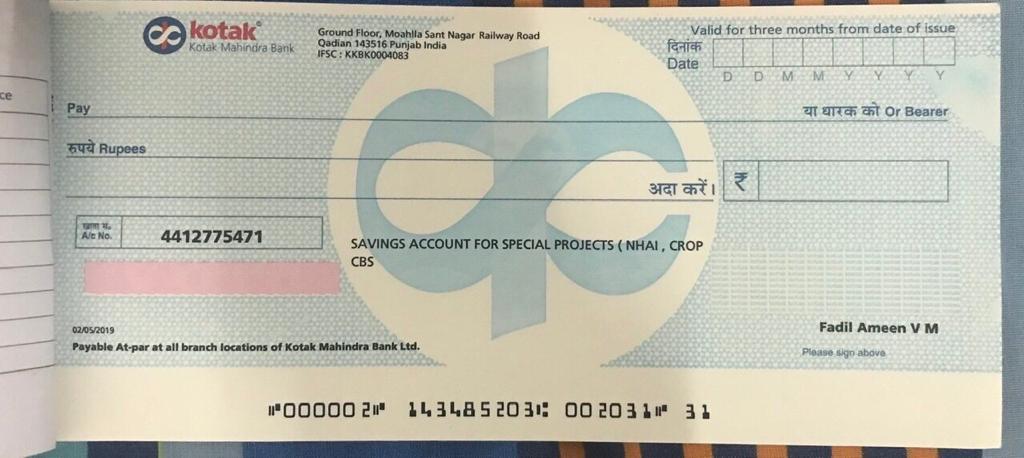 ce
kotak
Kotak Mahindra Bank
Ground Floor, Moahlla Sant Nagar Railway Road
Qadian 143516 Punjab India
IFSC : KKBK0004083
Valid for three months from date of issue
दिनांक
Date
D D M M Y Y Y Y
Pay
या धारक को Or Bearer
रुपये Rupees
अदा करें।
₹
खाता सं.
A/c No.
4412775471
SAVINGS ACCOUNT FOR SPECIAL PROJECTS ( NHAI , CROP
CBS
02/05/2019
Payable At-par at all branch locations of Kotak Mahindra Bank Ltd.
Fadil Ameen V M
Please sign above
⑈000002⑈ 143485203⑆ 002031⑈ 31